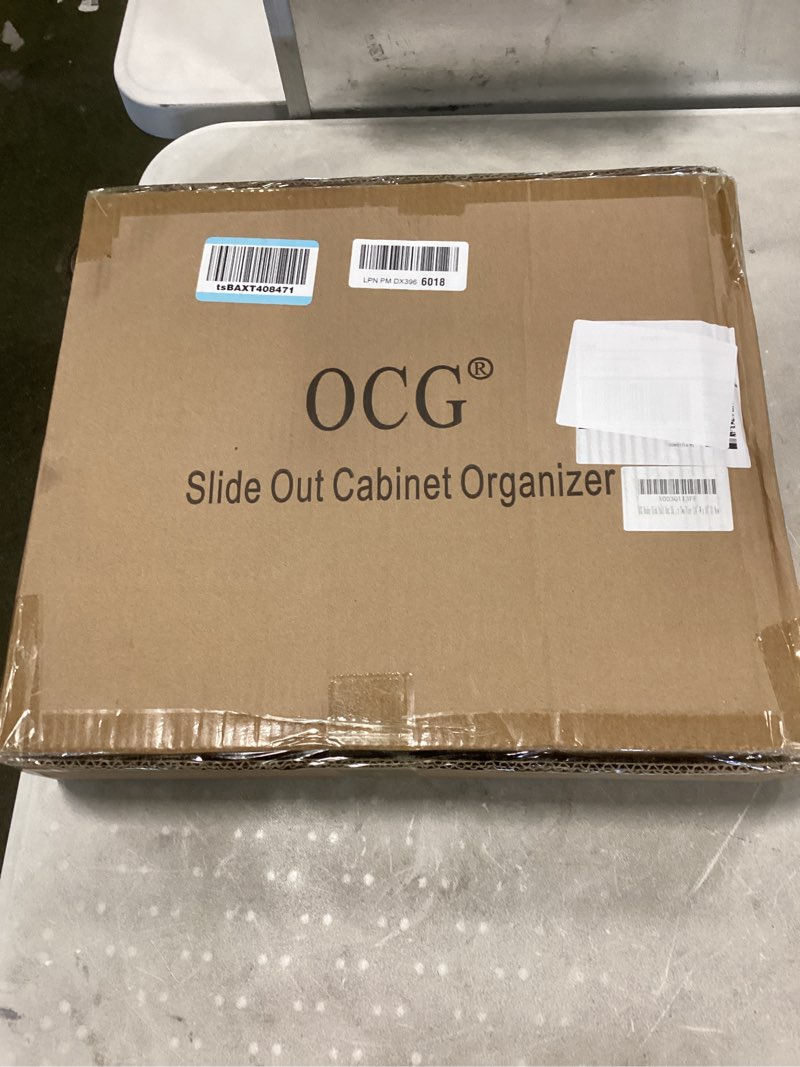 tsBAXT408471
LPN PM DX396 6018
OCG®
Slide Out Cabinet Organizer